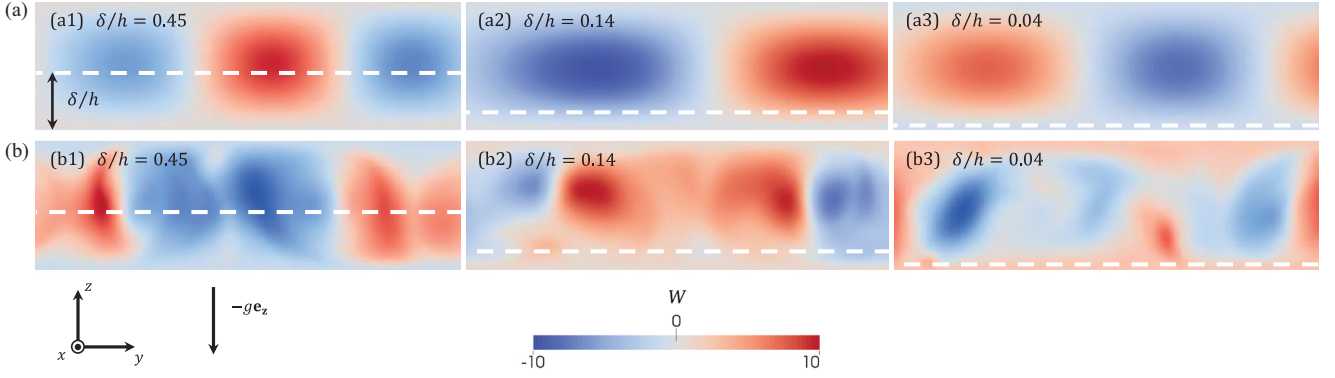 (a)
(a1) δ/h = 0.45
(a2) δ/h = 0.14
(a3) δ/h = 0.04
δ/h
(b)
(b1) δ/h = 0.45
(b2) δ/h = 0.14
(b3) δ/h = 0.04
z
x
y
−ge_z
W
0
-10
10